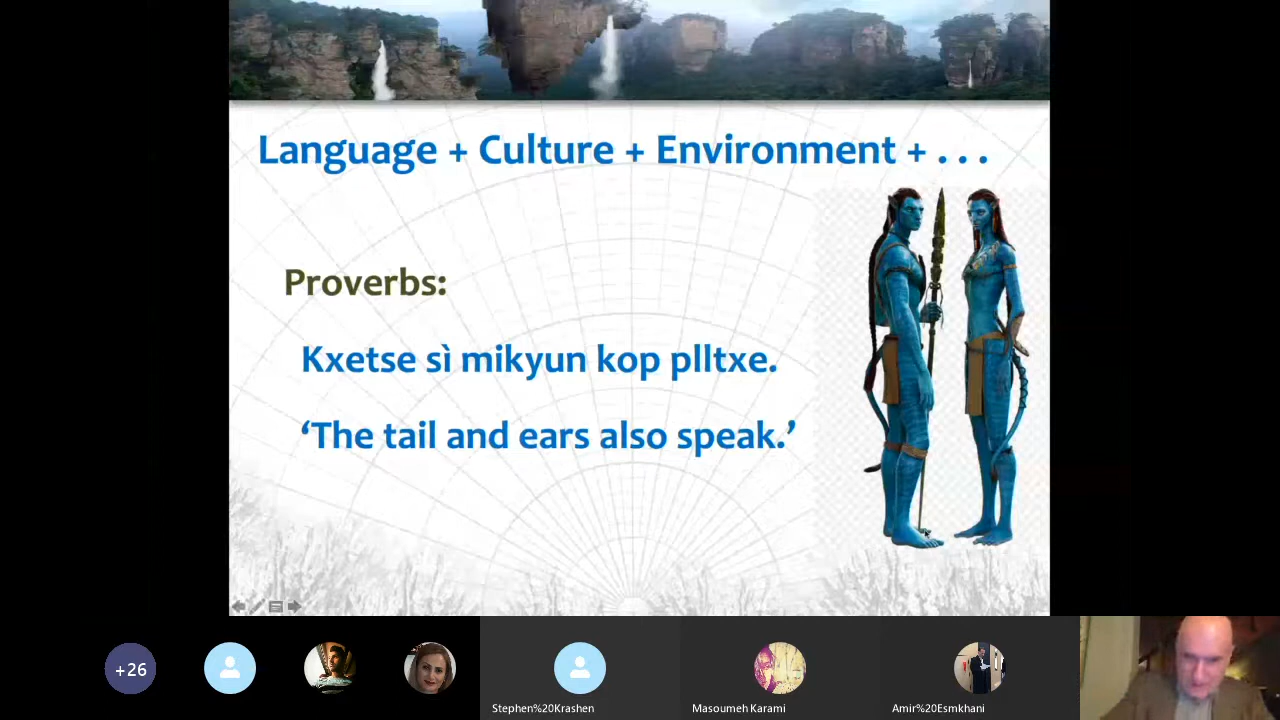 Language + Culture + Environment + . . .
Proverbs:
Kxetse sì mikyun kop plltxe.
‘The tail and ears also speak.’
+26
Stephen%20Krashen
Masoumeh Karami
Amir%20Esmkhani